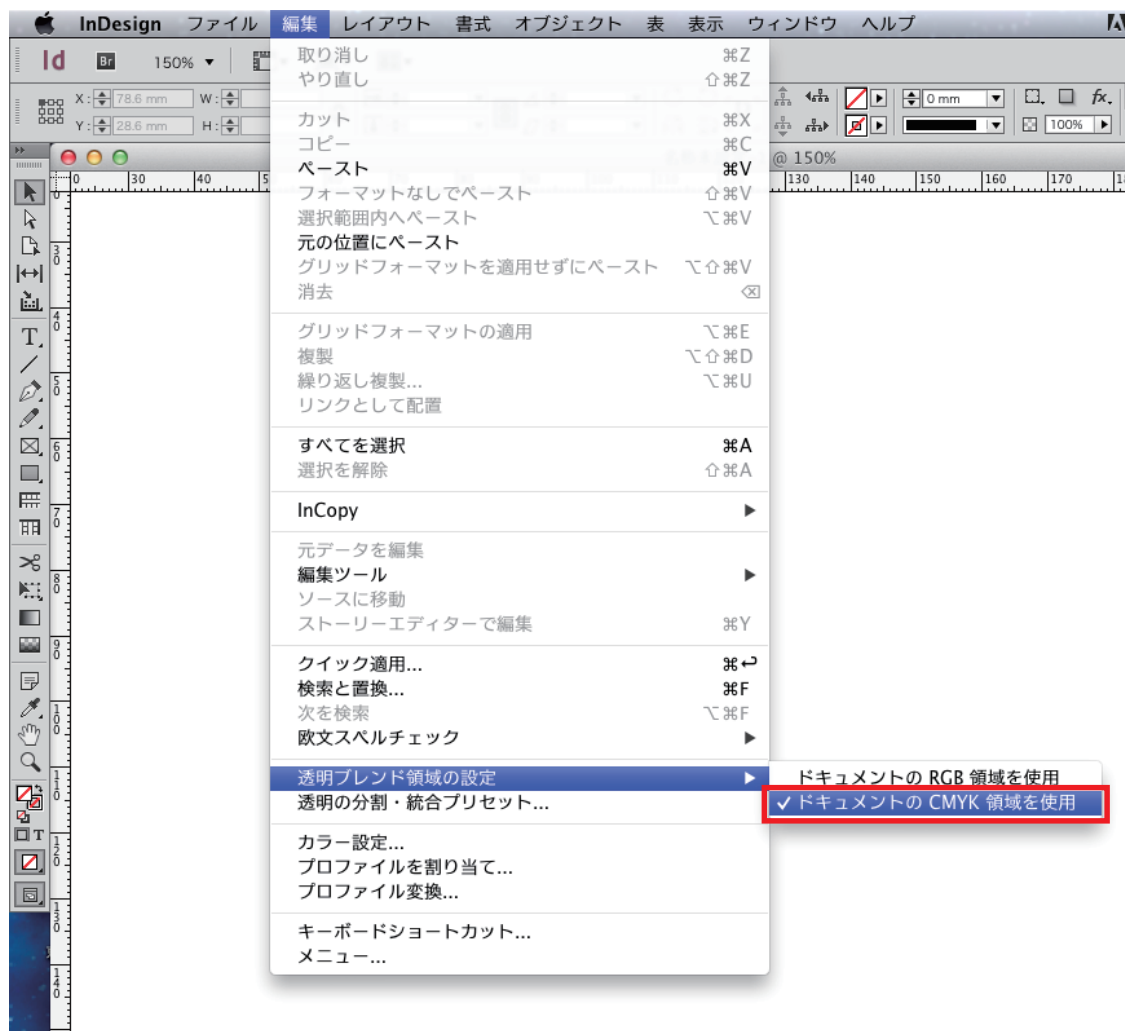 InDesign ファイル 編集 レイアウト 書式 オブジェクト 表 表示 ウィンドウ ヘルプ
Id Br 150%
X: 78.6 mm W:
Y: 28.6 mm H:
0 mm
fx.
100%
@ 150%
0 30 40 5
130 140 150 160 170 1
取り消し ⌘Z
やり直し ⇧⌘Z
カット ⌘X
コピー ⌘C
ペースト ⌘V
フォーマットなしでペースト ⇧⌘V
選択範囲内へペースト ⌥⌘V
元の位置にペースト
グリッドフォーマットを適用せずにペースト ⌥⇧⌘V
消去 ⌫
グリッドフォーマットの適用 ⌥⌘E
複製 ⌥⇧⌘D
繰り返し複製... ⌥⌘U
リンクとして配置
すべてを選択 ⌘A
選択を解除 ⇧⌘A
InCopy ▶
元データを編集
編集ツール ▶
ソースに移動
ストーリーエディターで編集 ⌘Y
クイック適用... ⌘↩
検索と置換... ⌘F
次を検索 ⌥⌘F
欧文スペルチェック ▶
透明ブレンド領域の設定 ▶
ドキュメントの RGB 領域を使用
✓ドキュメントの CMYK 領域を使用
透明の分割・統合プリセット...
カラー設定...
プロファイルを割り当て...
プロファイル変換...
キーボードショートカット...
メニュー...
0
30
40
50
60
70
80
90
100
110
120
130
140
T
T